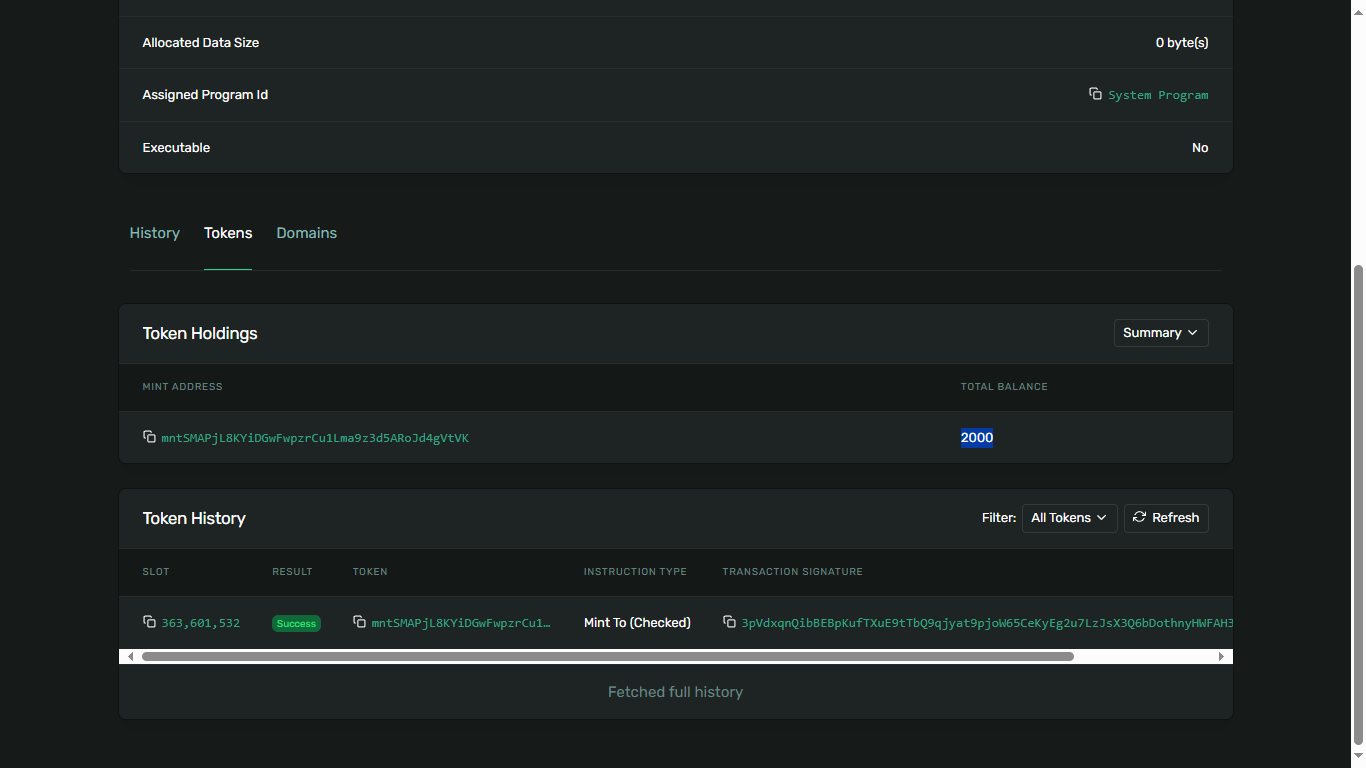 Allocated Data Size 0 byte(s)
Assigned Program Id System Program
Executable No
History Tokens Domains
Token Holdings Summary
MINT ADDRESS TOTAL BALANCE
mntSMAPjL8KYiDGwFwpzrCu1Lma9z3d5ARoJd4gVtVK 2000
Token History Filter: All Tokens Refresh
SLOT RESULT TOKEN INSTRUCTION TYPE TRANSACTION SIGNATURE
363,601,532 Success mntSMAPjL8KYiDGwFwpzrCu1… Mint To (Checked) 3pVdxqnQibBEBpKufTXuE9tTbQ9qjyat9pjoW65CeKyEg2u7LzJsX3Q6bDothnyHWFAH3
Fetched full history